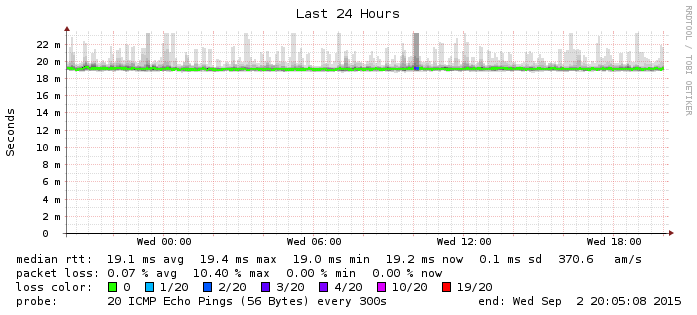 Last 24 Hours
RRDTOOL / TOBI OETIKER
Seconds
22 m
20 m
18 m
16 m
14 m
12 m
10 m
8 m
6 m
4 m
2 m
0
Wed 00:00 Wed 06:00 Wed 12:00 Wed 18:00
median rtt: 19.1 ms avg 19.4 ms max 19.0 ms min 19.2 ms now 0.1 ms sd 370.6 am/s
packet loss: 0.07 % avg 10.40 % max 0.00 % min 0.00 % now
loss color: 0 1/20 2/20 3/20 4/20 10/20 19/20
probe: 20 ICMP Echo Pings (56 Bytes) every 300s end: Wed Sep 2 20:05:08 2015